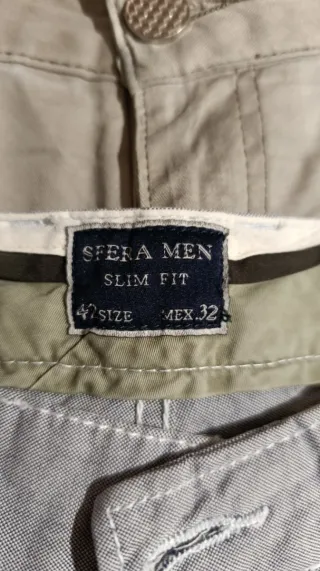 SFERA MEN
SLIM FIT
42 SIZE MEX.32